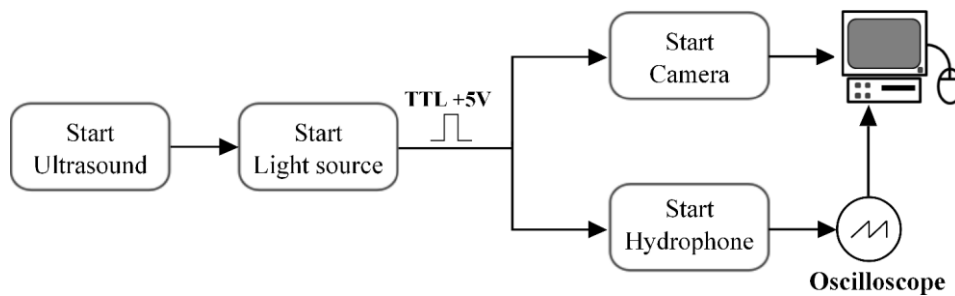 Start
Ultrasound
Start
Light source
TTL +5V
Start
Camera
Start
Hydrophone
Oscilloscope